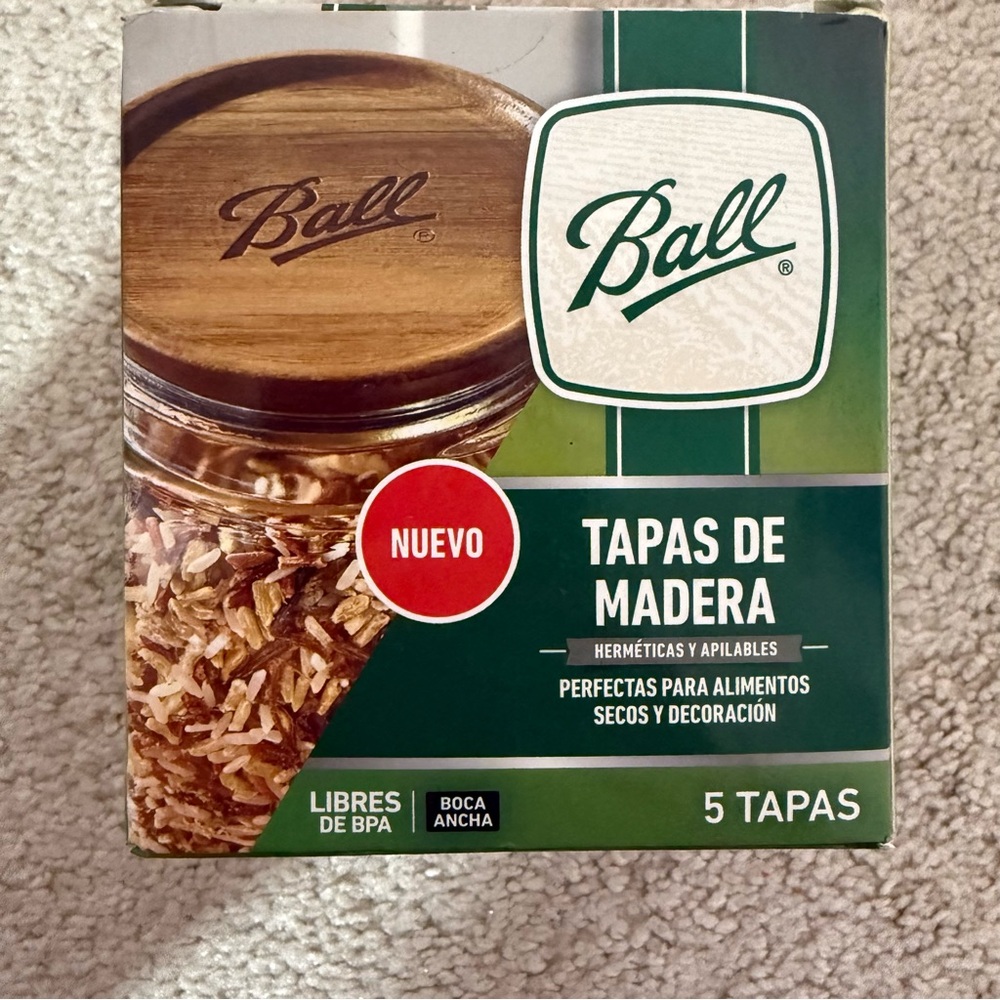 Ball®
Ball®
NUEVO
TAPAS DE
MADERA
HERMÉTICAS Y APILABLES
PERFECTAS PARA ALIMENTOS
SECOS Y DECORACIÓN
LIBRES
DE BPA
BOCA
ANCHA
5 TAPAS